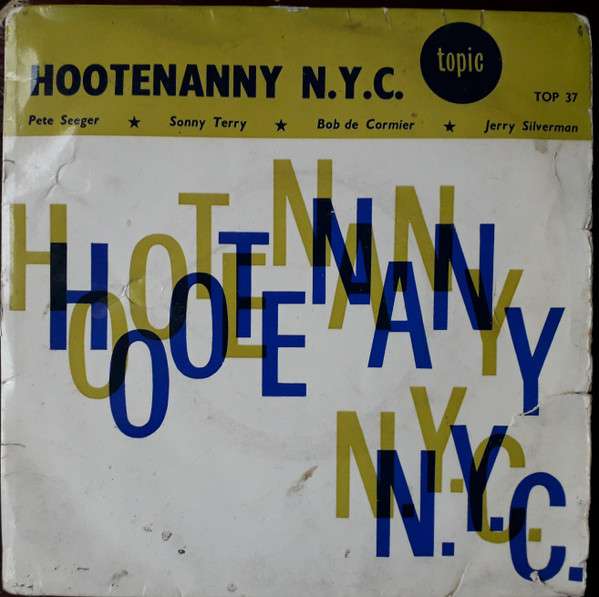 topic
HOOTENANNY N.Y.C.
TOP 37
Pete Seeger ★ Sonny Terry ★ Bob de Cormier ★ Jerry Silverman
HOOTENANNY
HOOTENANNY
N.Y.C.
N.Y.C.